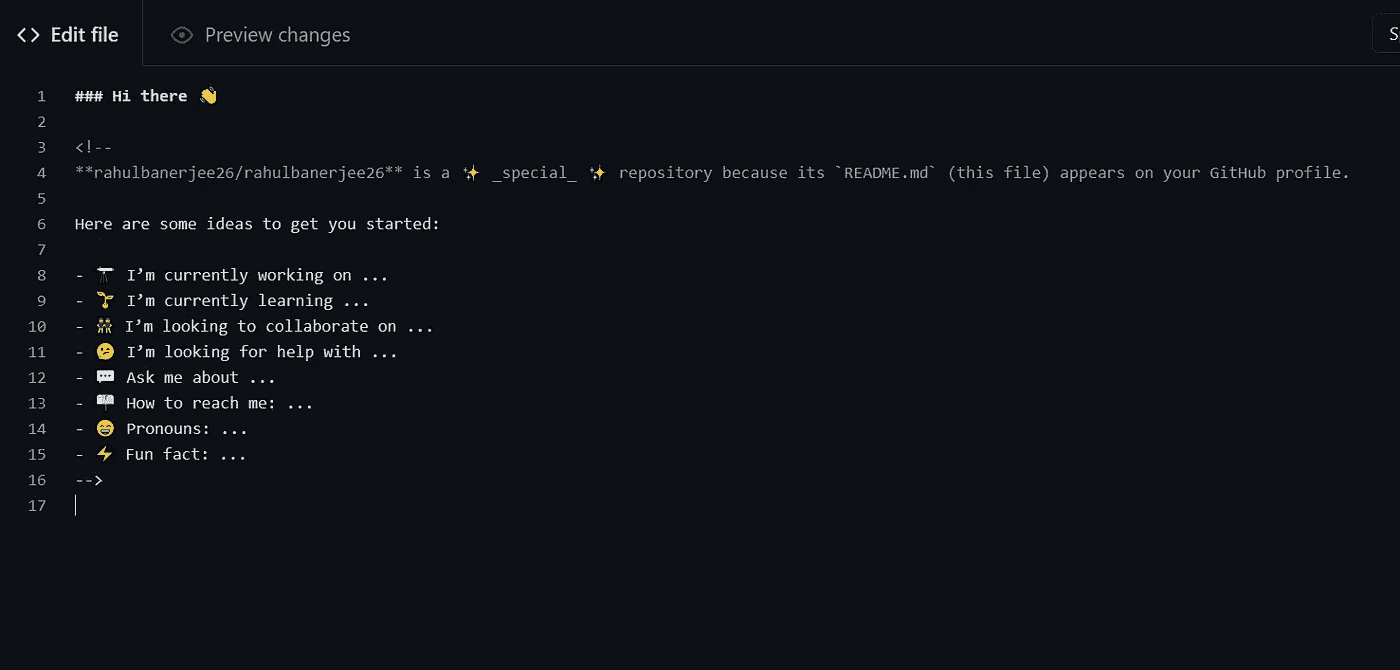 <> Edit file
Preview changes
S
1 ### Hi there 👋
2
3 <!--
4 **rahulbanerjee26/rahulbanerjee26** is a ✨ _special_ ✨ repository because its `README.md` (this file) appears on your GitHub profile.
5
6 Here are some ideas to get you started:
7
8 - 🔭 I’m currently working on ...
9 - 🌱 I’m currently learning ...
10 - 👯 I’m looking to collaborate on ...
11 - 🤔 I’m looking for help with ...
12 - 💬 Ask me about ...
13 - 📫 How to reach me: ...
14 - 😄 Pronouns: ...
15 - ⚡ Fun fact: ...
16 -->
17